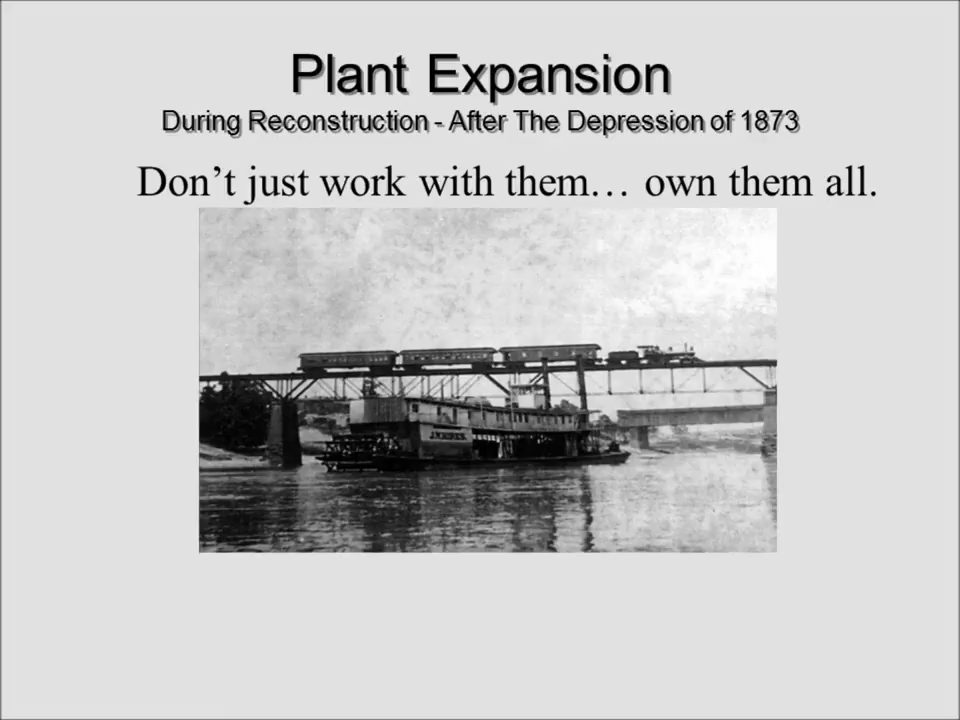 Plant Expansion
During Reconstruction - After The Depression of 1873
Don’t just work with them… own them all.